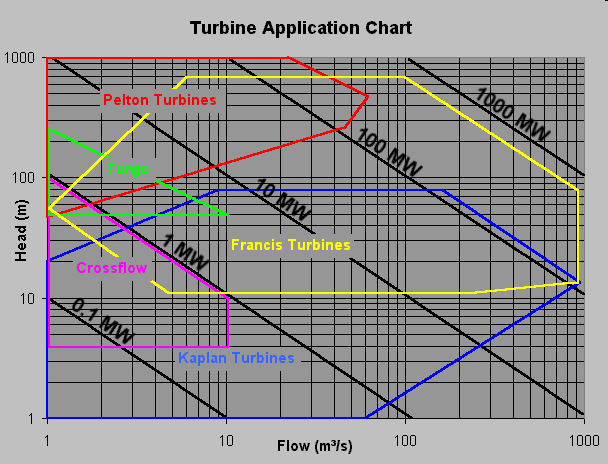 Turbine Application Chart
1000
Pelton Turbines
1000 MW
100 MW
Turgo
100
10 MW
Head (m)
Francis Turbines
1 MW
Crossflow
10
0.1 MW
Kaplan Turbines
1
1 10 100 1000
Flow (m³/s)